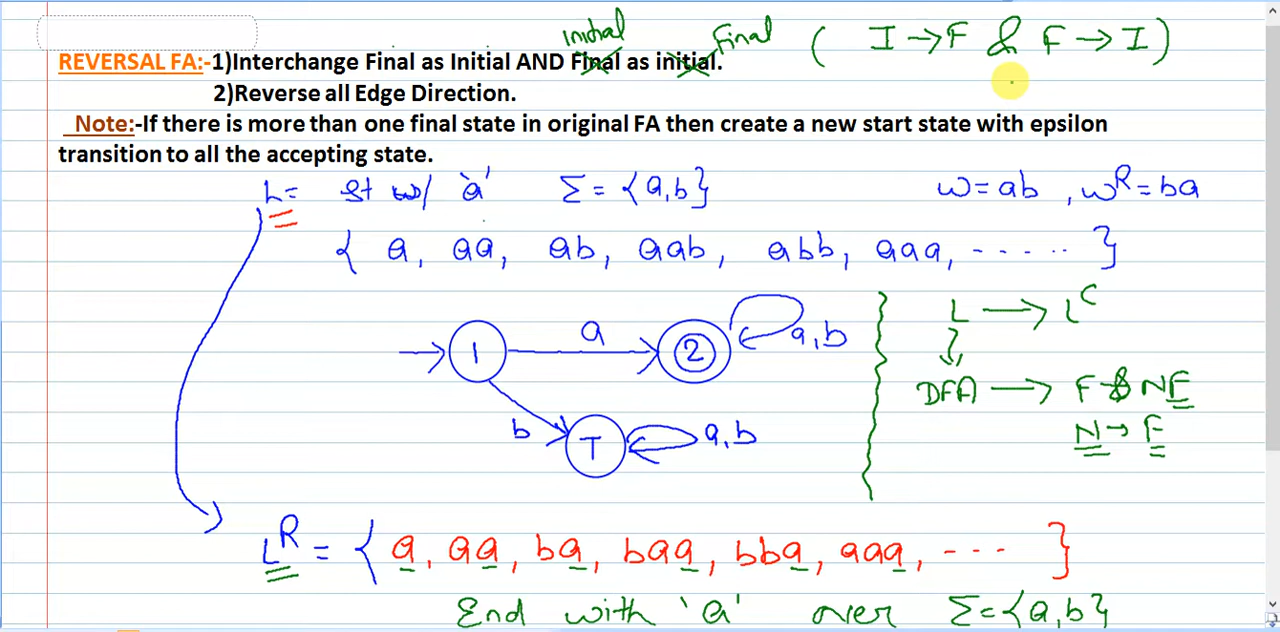 Initial Final ( I → F & F → I )
REVERSAL FA:-1)Interchange Final as Initial AND Final as initial.
2)Reverse all Edge Direction.
Note:-If there is more than one final state in original FA then create a new start state with epsilon
transition to all the accepting state.
L= st w/ 'a' Σ = {a,b} w=ab , wᴿ=ba
{ a, aa, ab, aab, abb, aaa, ------ }
L → Lᶜ
1 a 2 a,b
DFA → F & NF
b T a,b
N → F
Lᴿ = { a, aa, ba, baa, bba, aaa, --- }
End with 'a' over Σ={a,b}